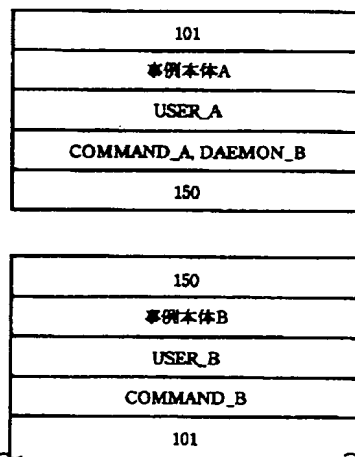 101
事例本体A
USER_A
COMMAND_A, DAEMON_B
150
150
事例本体B
USER_B
COMMAND_B
101